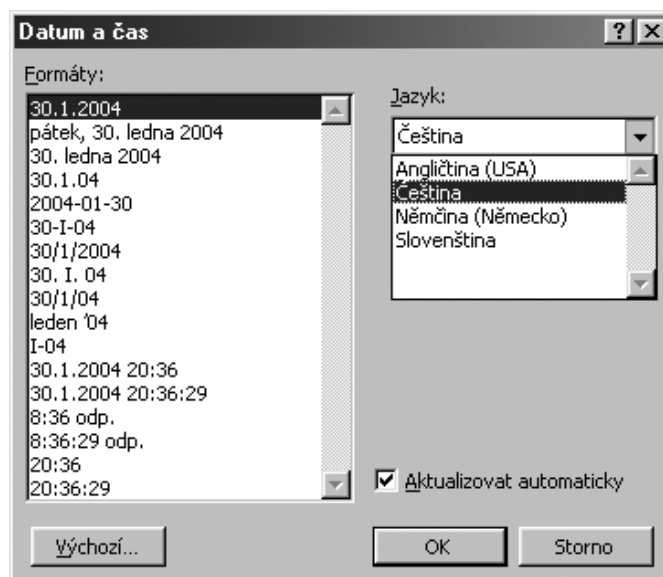 Datum a čas
Formáty:
30.1.2004
pátek, 30. ledna 2004
30. ledna 2004
30.1.04
2004-01-30
30-I-04
30/1/2004
30. I. 04
30/1/04
leden '04
I-04
30.1.2004 20:36
30.1.2004 20:36:29
8:36 odp.
8:36:29 odp.
20:36
20:36:29
Jazyk:
Čeština
Angličtina (USA)
Čeština
Němčina (Německo)
Slovenština
Aktualizovat automaticky
Výchozí...
OK
Storno